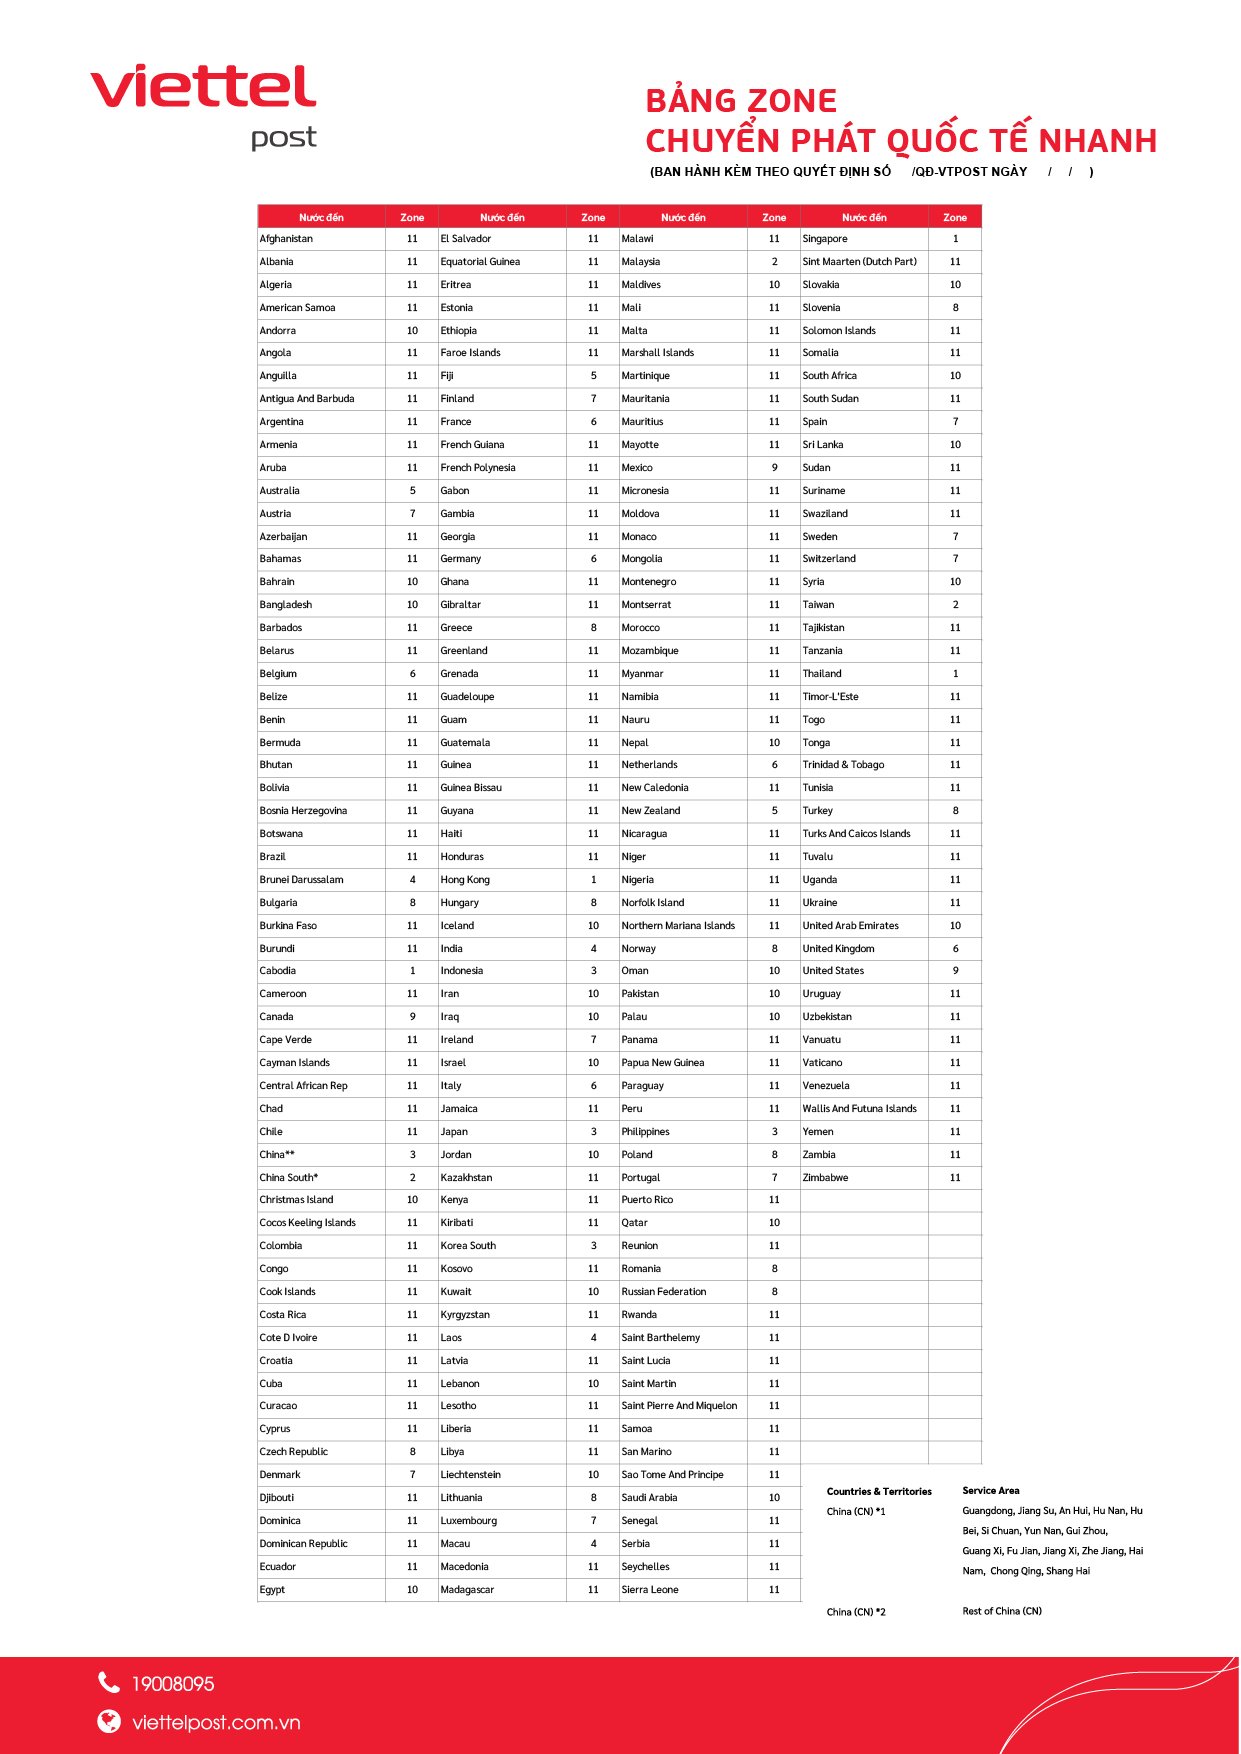 viettel
post
BẢNG ZONE
CHUYỂN PHÁT QUỐC TẾ NHANH
(BAN HÀNH KÈM THEO QUYẾT ĐỊNH SỐ /QĐ-VTPOST NGÀY / / )
Nước đến Zone Nước đến Zone Nước đến Zone Nước đến Zone
Afghanistan 11 El Salvador 11 Malawi 11 Singapore 1
Albania 11 Equatorial Guinea 11 Malaysia 2 Sint Maarten (Dutch Part) 11
Algeria 11 Eritrea 11 Maldives 10 Slovakia 10
American Samoa 11 Estonia 11 Mali 11 Slovenia 8
Andorra 10 Ethiopia 11 Malta 11 Solomon Islands 11
Angola 11 Faroe Islands 11 Marshall Islands 11 Somalia 11
Anguilla 11 Fiji 5 Martinique 11 South Africa 10
Antigua And Barbuda 11 Finland 7 Mauritania 11 South Sudan 11
Argentina 11 France 6 Mauritius 11 Spain 7
Armenia 11 French Guiana 11 Mayotte 11 Sri Lanka 10
Aruba 11 French Polynesia 11 Mexico 9 Sudan 11
Australia 5 Gabon 11 Micronesia 11 Suriname 11
Austria 7 Gambia 11 Moldova 11 Swaziland 11
Azerbaijan 11 Georgia 11 Monaco 11 Sweden 7
Bahamas 11 Germany 6 Mongolia 11 Switzerland 7
Bahrain 10 Ghana 11 Montenegro 11 Syria 10
Bangladesh 10 Gibraltar 11 Montserrat 11 Taiwan 2
Barbados 11 Greece 8 Morocco 11 Tajikistan 11
Belarus 11 Greenland 11 Mozambique 11 Tanzania 11
Belgium 6 Grenada 11 Myanmar 11 Thailand 1
Belize 11 Guadeloupe 11 Namibia 11 Timor-L'Este 11
Benin 11 Guam 11 Nauru 11 Togo 11
Bermuda 11 Guatemala 11 Nepal 10 Tonga 11
Bhutan 11 Guinea 11 Netherlands 6 Trinidad & Tobago 11
Bolivia 11 Guinea Bissau 11 New Caledonia 11 Tunisia 11
Bosnia Herzegovina 11 Guyana 11 New Zealand 5 Turkey 8
Botswana 11 Haiti 11 Nicaragua 11 Turks And Caicos Islands 11
Brazil 11 Honduras 11 Niger 11 Tuvalu 11
Brunei Darussalam 4 Hong Kong 1 Nigeria 11 Uganda 11
Bulgaria 8 Hungary 8 Norfolk Island 11 Ukraine 11
Burkina Faso 11 Iceland 10 Northern Mariana Islands 11 United Arab Emirates 10
Burundi 11 India 4 Norway 8 United Kingdom 6
Cabodia 1 Indonesia 3 Oman 10 United States 9
Cameroon 11 Iran 10 Pakistan 10 Uruguay 11
Canada 9 Iraq 10 Palau 10 Uzbekistan 11
Cape Verde 11 Ireland 7 Panama 11 Vanuatu 11
Cayman Islands 11 Israel 10 Papua New Guinea 11 Vaticano 11
Central African Rep 11 Italy 6 Paraguay 11 Venezuela 11
Chad 11 Jamaica 11 Peru 11 Wallis And Futuna Islands 11
Chile 11 Japan 3 Philippines 3 Yemen 11
China** 3 Jordan 10 Poland 8 Zambia 11
China South* 2 Kazakhstan 11 Portugal 7 Zimbabwe 11
Christmas Island 10 Kenya 11 Puerto Rico 11
Cocos Keeling Islands 11 Kiribati 11 Qatar 10
Colombia 11 Korea South 3 Reunion 11
Congo 11 Kosovo 11 Romania 8
Cook Islands 11 Kuwait 10 Russian Federation 8
Costa Rica 11 Kyrgyzstan 11 Rwanda 11
Cote D Ivoire 11 Laos 4 Saint Barthelemy 11
Croatia 11 Latvia 11 Saint Lucia 11
Cuba 11 Lebanon 10 Saint Martin 11
Curacao 11 Lesotho 11 Saint Pierre And Miquelon 11
Cyprus 11 Liberia 11 Samoa 11
Czech Republic 8 Libya 11 San Marino 11
Denmark 7 Liechtenstein 10 Sao Tome And Principe 11
Djibouti 11 Lithuania 8 Saudi Arabia 10
Dominica 11 Luxembourg 7 Senegal 11
Dominican Republic 11 Macau 4 Serbia 11
Ecuador 11 Macedonia 11 Seychelles 11
Egypt 10 Madagascar 11 Sierra Leone 11
Countries & Territories Service Area
China (CN) *1 Guangdong, Jiang Su, An Hui, Hu Nan, Hu
Bei, Si Chuan, Yun Nan, Gui Zhou,
Guang Xi, Fu Jian, Jiang Xi, Zhe Jiang, Hai
Nam, Chong Qing, Shang Hai
China (CN) *2 Rest of China (CN)
19008095
viettelpost.com.vn